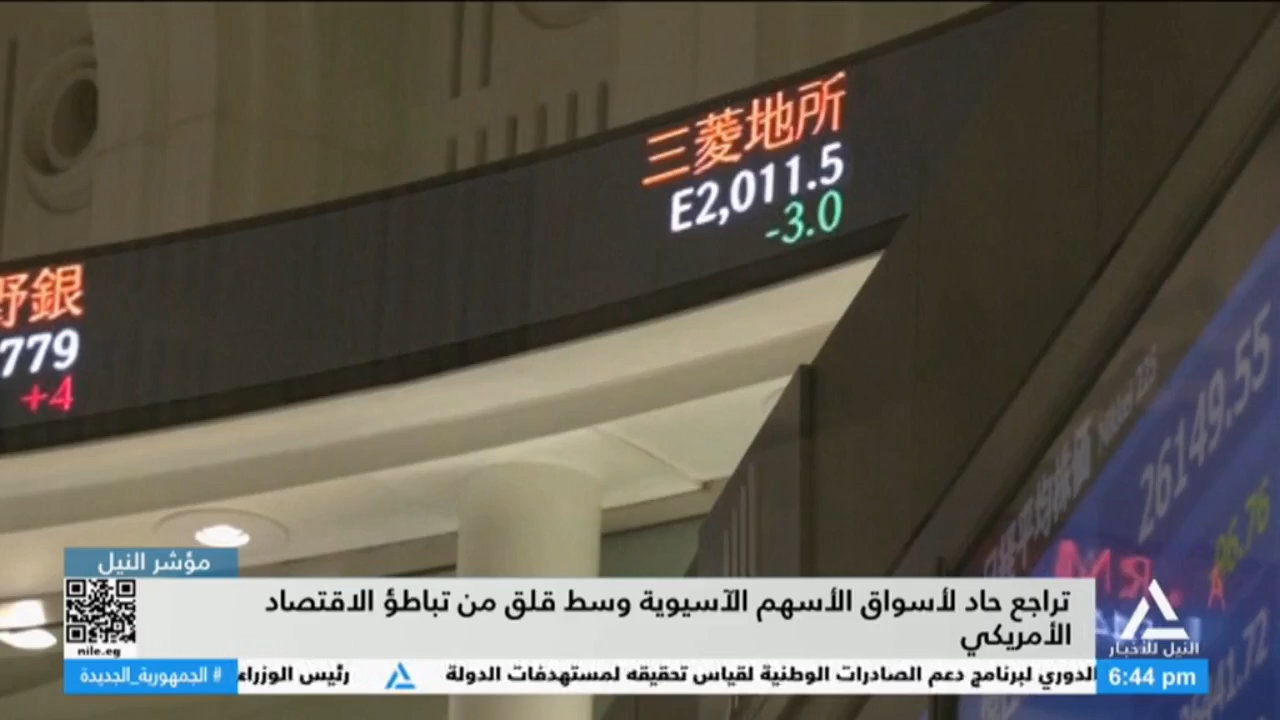 三菱地所
E2,011.5
-3.0
野銀
779
+4
26149.55
مؤشر النيل
تراجع حاد لأسواق الأسهم الآسيوية وسط قلق من تباطؤ الاقتصاد
الأمريكي
nile.eg
النيل للأخبار
# الجمهورية_الجديدة
الدوري لبرنامج دعم الصادرات الوطنية لقياس تحقيقه لمستهدفات الدولة
رئيس الوزراء
6:44 pm